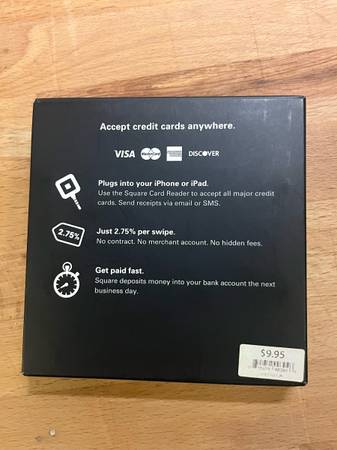 Accept credit cards anywhere.
VISA MasterCard DISCOVER
Plugs into your iPhone or iPad.
Use the Square Card Reader to accept all major credit
cards. Send receipts via email or SMS.
2.75%
Just 2.75% per swipe.
No contract. No merchant account. No hidden fees.
Get paid fast.
Square deposits money into your bank account the next
business day.
$9.95